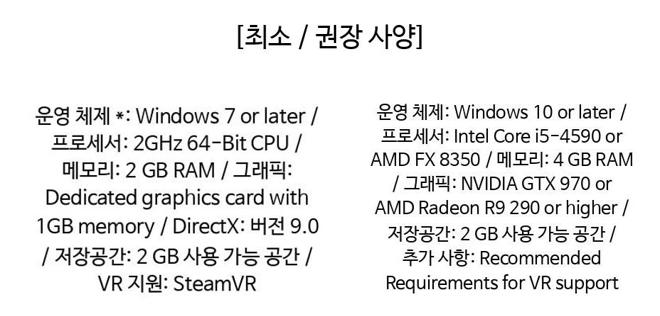 [최소 / 권장 사양]
운영 체제 *: Windows 7 or later /
프로세서: 2GHz 64-Bit CPU /
메모리: 2 GB RAM / 그래픽:
Dedicated graphics card with
1GB memory / DirectX: 버전 9.0
/ 저장공간: 2 GB 사용 가능 공간 /
VR 지원: SteamVR
운영 체제: Windows 10 or later /
프로세서: Intel Core i5-4590 or
AMD FX 8350 / 메모리: 4 GB RAM
/ 그래픽: NVIDIA GTX 970 or
AMD Radeon R9 290 or higher /
저장공간: 2 GB 사용 가능 공간 /
추가 사항: Recommended
Requirements for VR support